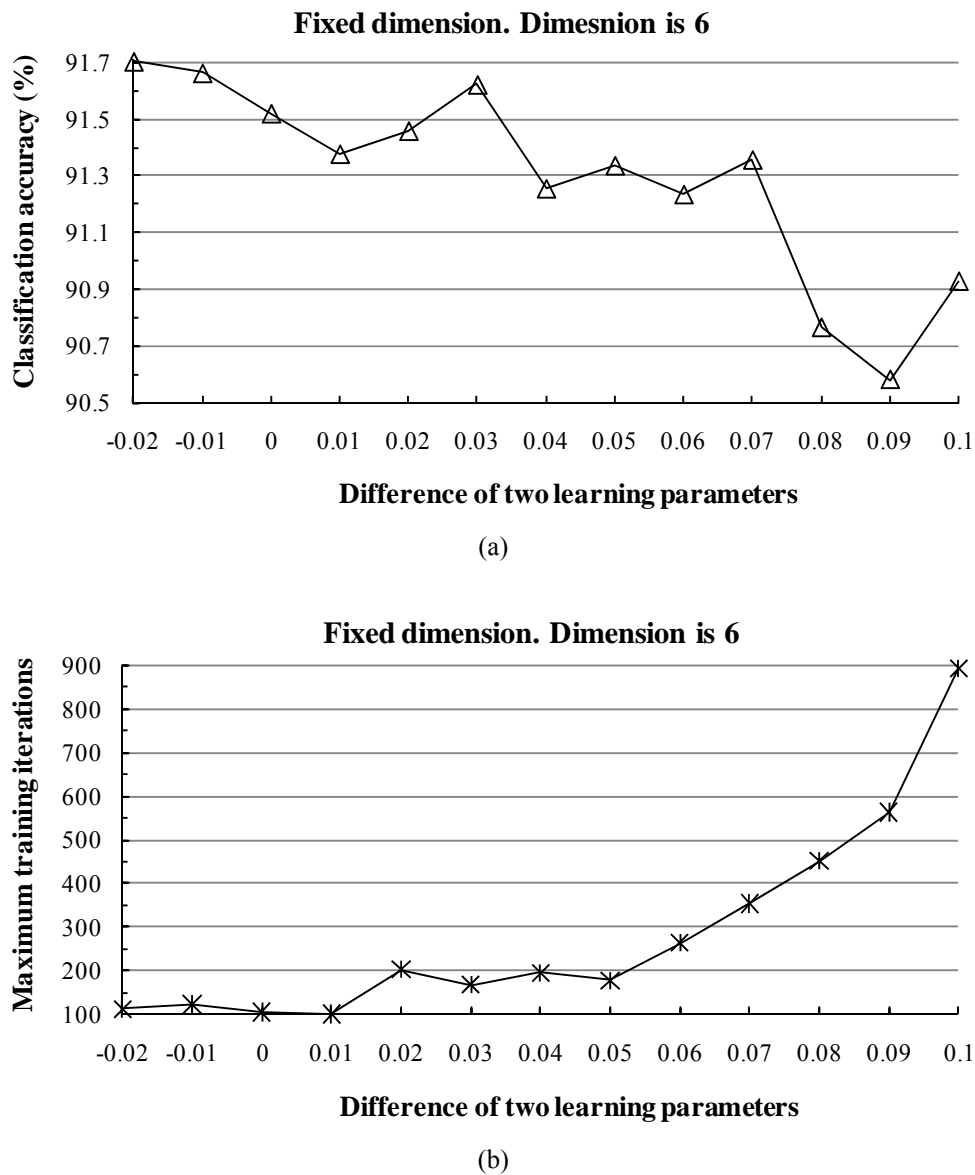 Fixed dimension. Dimesnion is 6
Classification accuracy (%)
91.7
91.5
91.3
91.1
90.9
90.7
90.5
-0.02 -0.01 0 0.01 0.02 0.03 0.04 0.05 0.06 0.07 0.08 0.09 0.1
Difference of two learning parameters
(a)
Fixed dimension. Dimension is 6
Maximum training iterations
900
800
700
600
500
400
300
200
100
-0.02 -0.01 0 0.01 0.02 0.03 0.04 0.05 0.06 0.07 0.08 0.09 0.1
Difference of two learning parameters
(b)